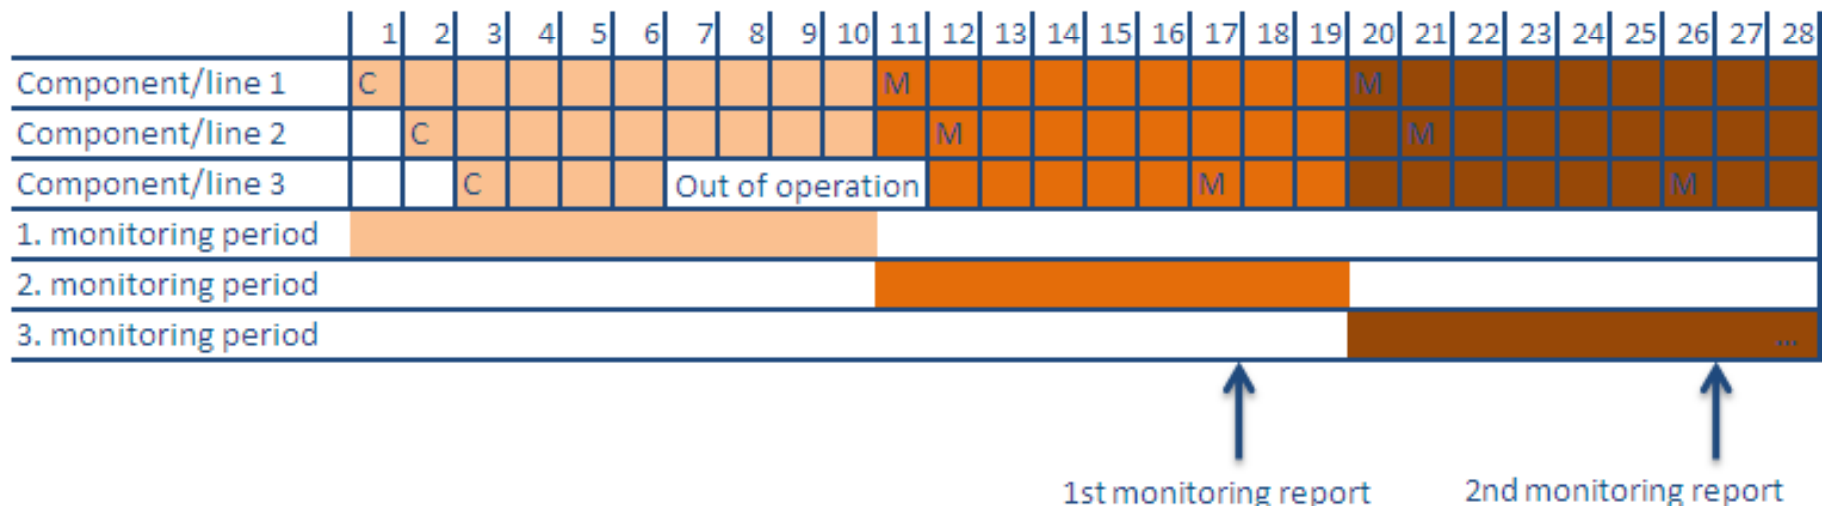 1 2 3 4 5 6 7 8 9 10 11 12 13 14 15 16 17 18 19 20 21 22 23 24 25 26 27 28
Component/line 1 C M M
Component/line 2 C M M
Component/line 3 C Out of operation M M
1. monitoring period
2. monitoring period
3. monitoring period ...
1st monitoring report 2nd monitoring report